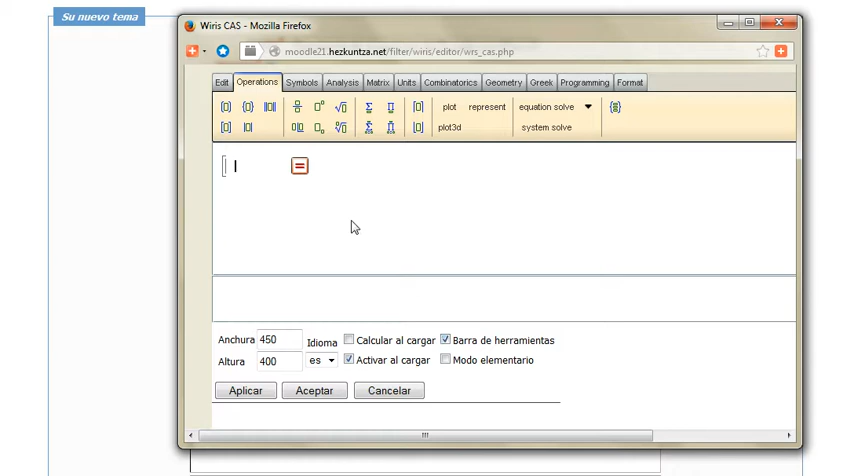 Su nuevo tema
Wiris CAS - Mozilla Firefox
moodle21.hezkuntza.net/filter/wiris/editor/wrs_cas.php
Edit Operations Symbols Analysis Matrix Units Combinatorics Geometry Greek Programming Format
plot represent equation solve
plot3d system solve
=
Anchura 450 Idioma Calcular al cargar Barra de herramientas
Altura 400 es Activar al cargar Modo elementario
Aplicar Aceptar Cancelar